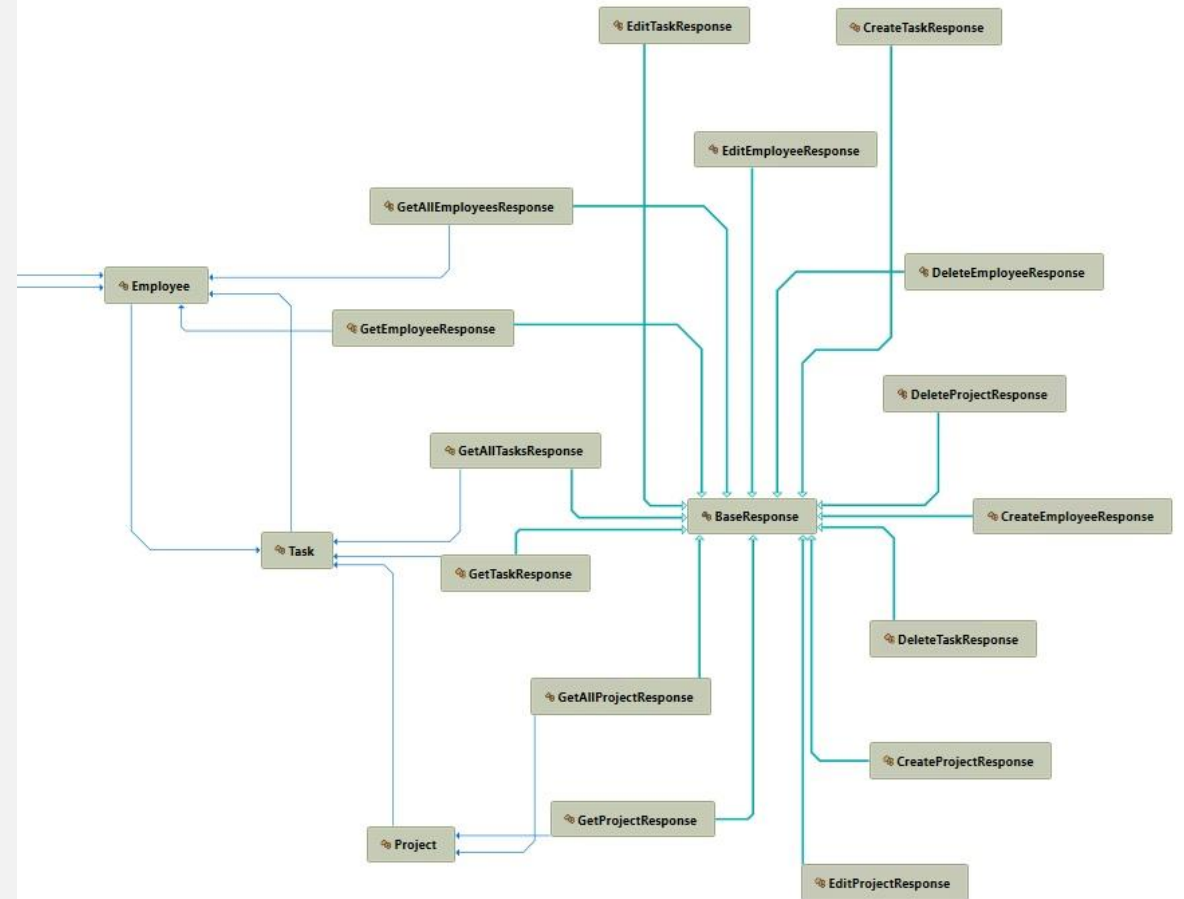 EditTaskResponse
CreateTaskResponse
EditEmployeeResponse
GetAllEmployeesResponse
DeleteEmployeeResponse
Employee
GetEmployeeResponse
DeleteProjectResponse
GetAllTasksResponse
BaseResponse
CreateEmployeeResponse
Task
GetTaskResponse
DeleteTaskResponse
GetAllProjectResponse
CreateProjectResponse
GetProjectResponse
Project
EditProjectResponse